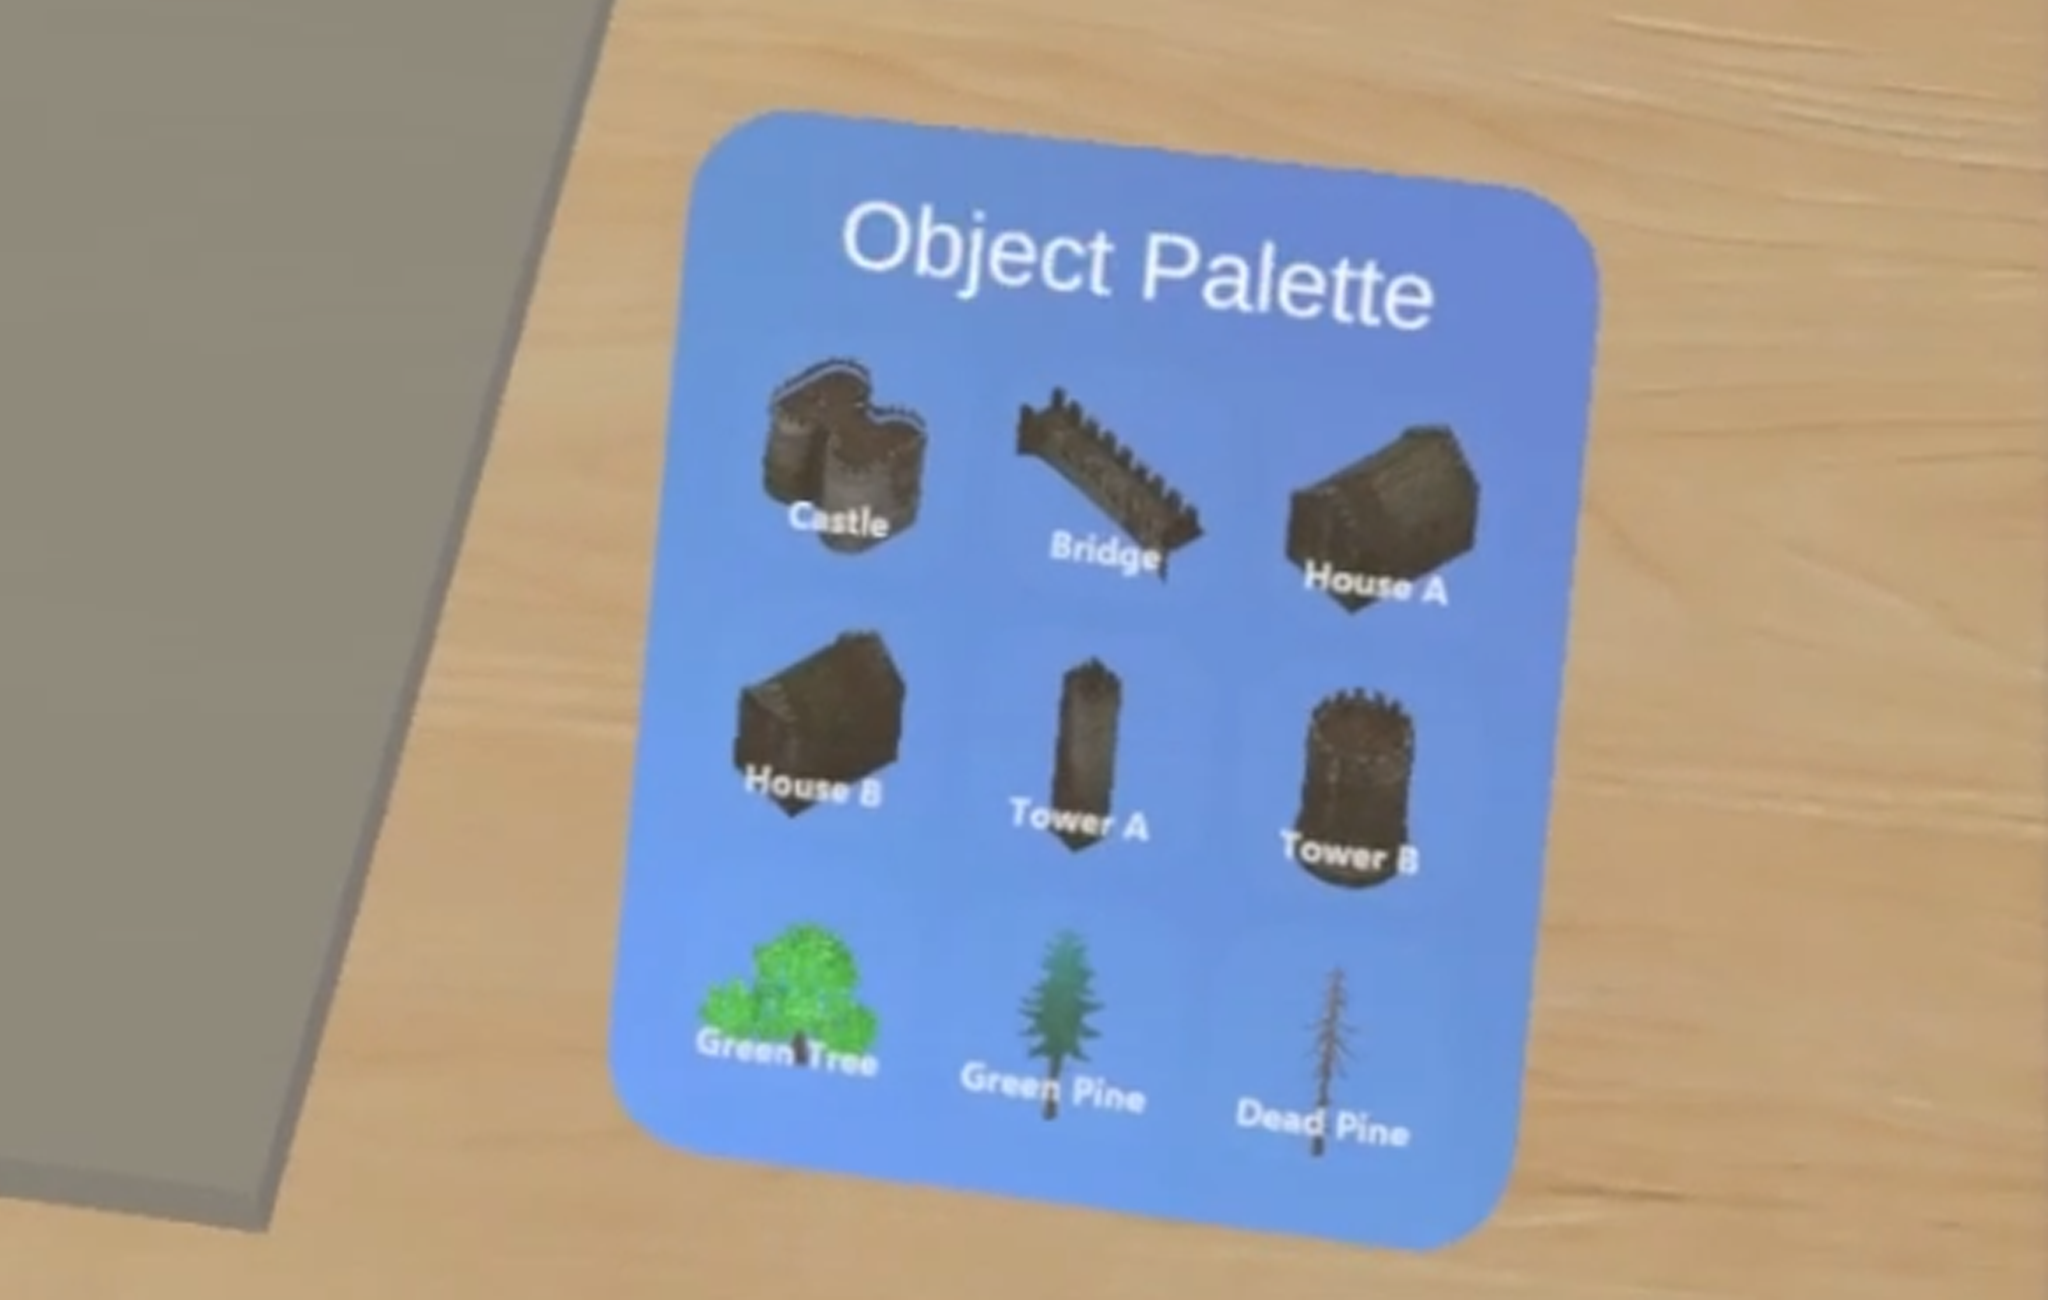 Object Palette
Castle
Bridge
House A
House B
Tower A
Tower B
Green Tree
Green Pine
Dead Pine